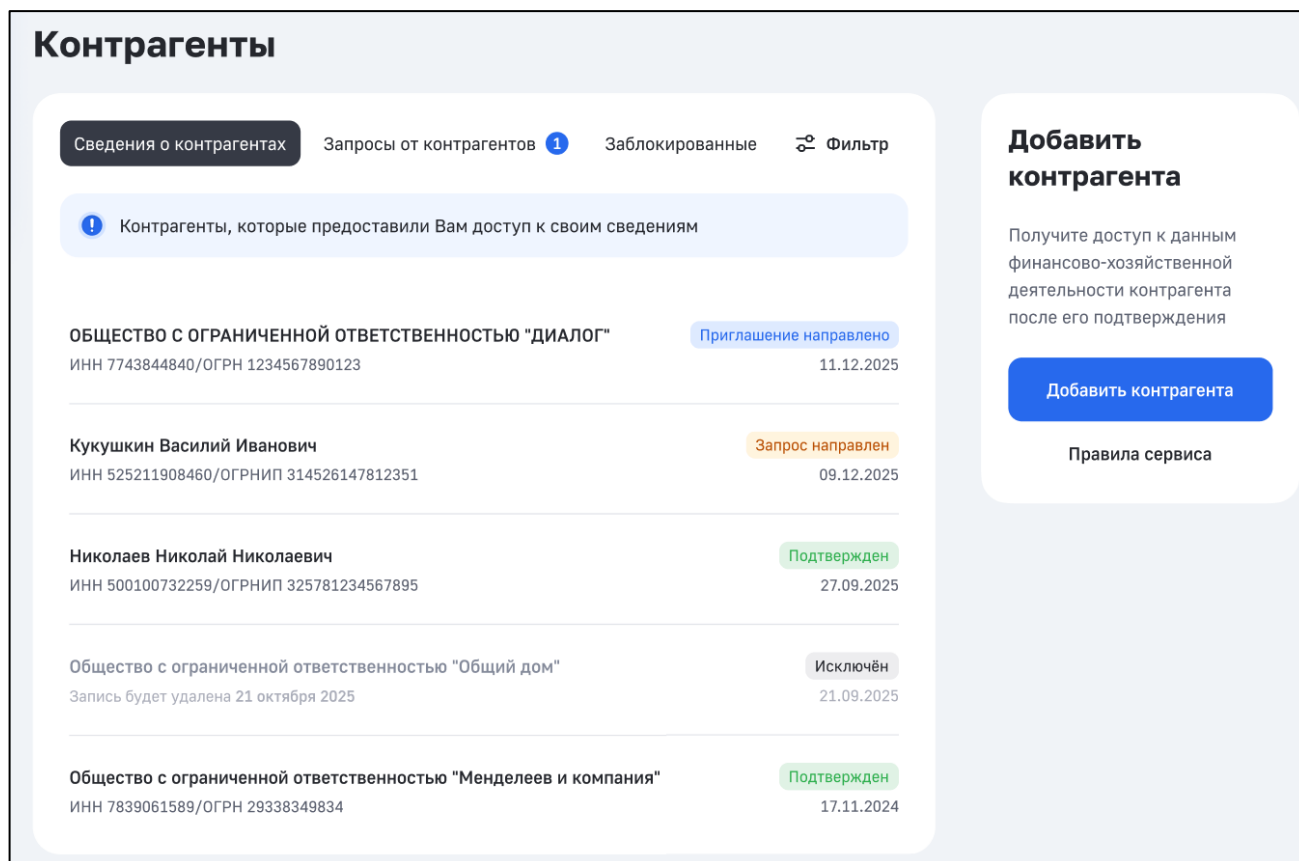 Контрагенты
Сведения о контрагентах
Запросы от контрагентов 1
Заблокированные
Фильтр
Контрагенты, которые предоставили Вам доступ к своим сведениям
ОБЩЕСТВО С ОГРАНИЧЕННОЙ ОТВЕТСТВЕННОСТЬЮ "ДИАЛОГ"
Приглашение направлено
ИНН 7743844840/ОГРН 1234567890123
11.12.2025
Кукушкин Василий Иванович
Запрос направлен
ИНН 525211908460/ОГРНИП 314526147812351
09.12.2025
Николаев Николай Николаевич
Подтвержден
ИНН 500100732259/ОГРНИП 325781234567895
27.09.2025
Общество с ограниченной ответственностью "Общий дом"
Исключён
Запись будет удалена 21 октября 2025
21.09.2025
Общество с ограниченной ответственностью "Менделеев и компания"
Подтвержден
ИНН 7839061589/ОГРН 29338349834
17.11.2024
Добавить
контрагента
Получите доступ к данным
финансово-хозяйственной
деятельности контрагента
после его подтверждения
Добавить контрагента
Правила сервиса